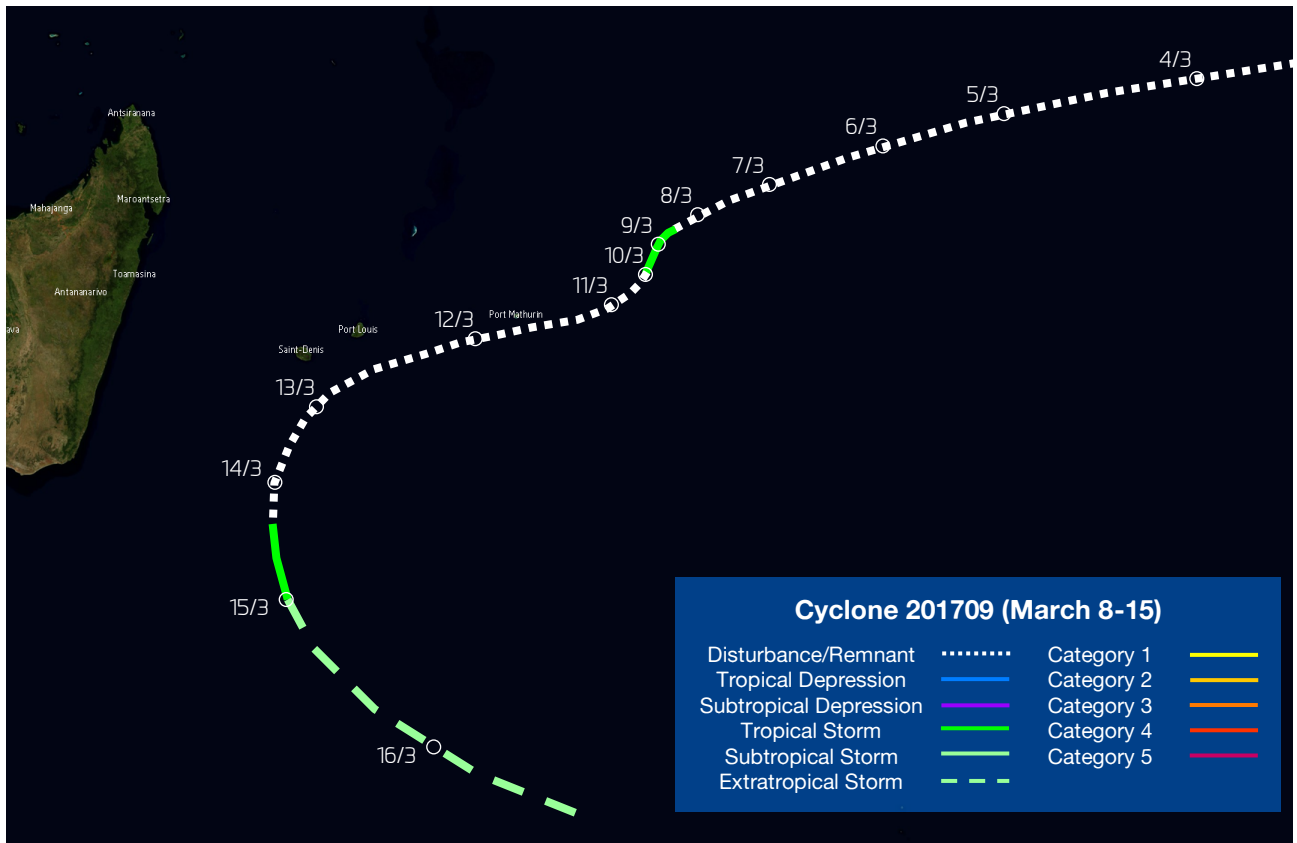 4/3
5/3
6/3
7/3
8/3
9/3
10/3
11/3
12/3
13/3
14/3
15/3
16/3
Antsiranana
Maroantsetra
Mahajanga
Toamasina
Antananarivo
ava
Port Mathurin
Port Louis
Saint-Denis
Cyclone 201709 (March 8-15)
Disturbance/Remnant
Category 1
Tropical Depression
Category 2
Subtropical Depression
Category 3
Tropical Storm
Category 4
Subtropical Storm
Category 5
Extratropical Storm